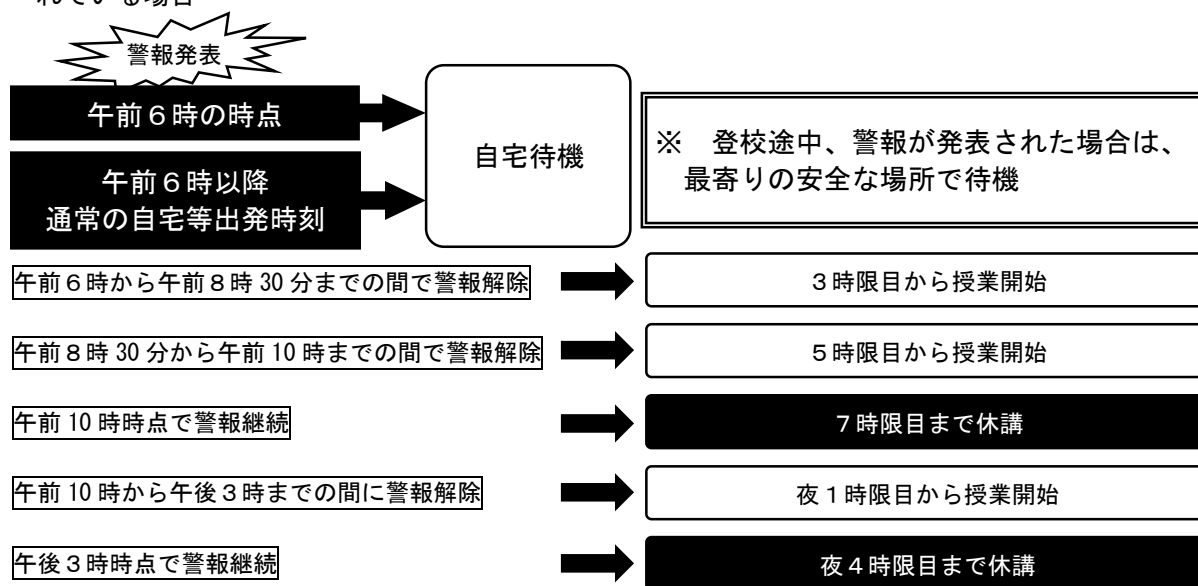 れている場合
警報発表
午前６時の時点
午前６時以降
通常の自宅等出発時刻
自宅待機
※　登校途中、警報が発表された場合は、
最寄りの安全な場所で待機
午前６時から午前８時30分までの間で警報解除
３時限目から授業開始
午前８時30分から午前10時までの間で警報解除
５時限目から授業開始
午前10時時点で警報継続
７時限目まで休講
午前10時から午後３時までの間に警報解除
夜１時限目から授業開始
午後３時時点で警報継続
夜４時限目まで休講